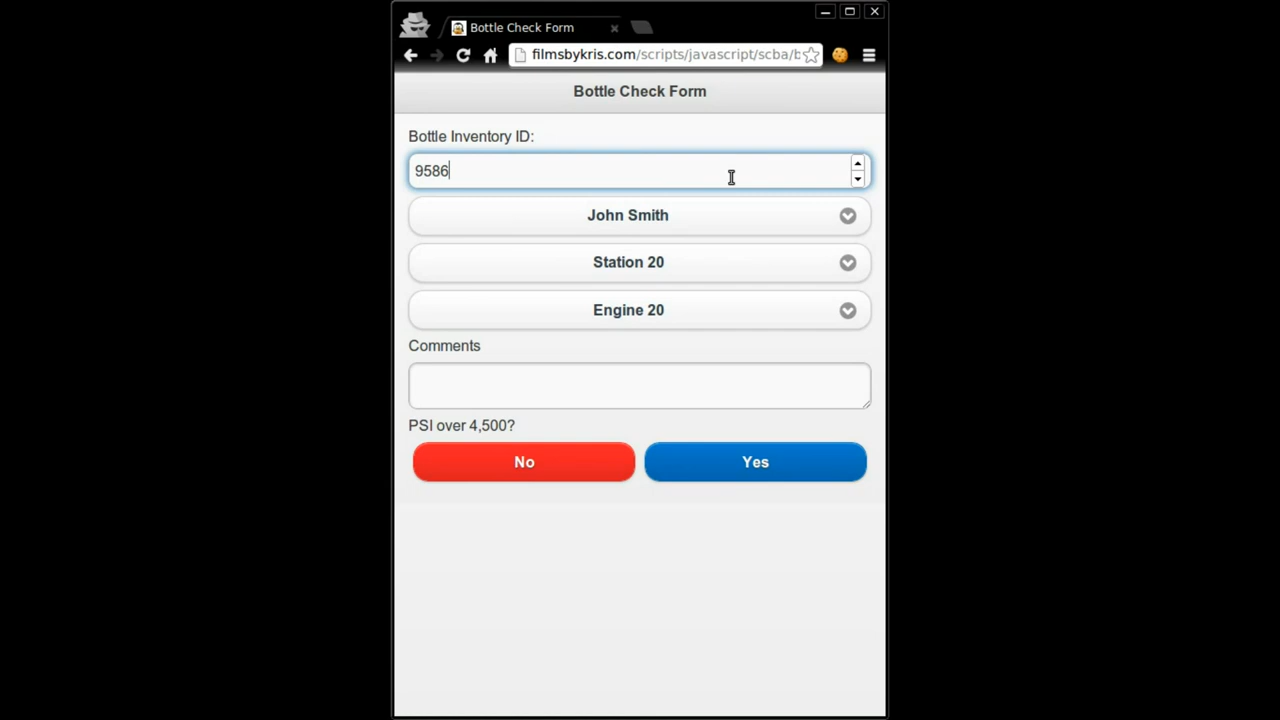 Bottle Check Form
filmsbykris.com/scripts/javascript/scba/b
Bottle Check Form
Bottle Inventory ID:
9586
John Smith
Station 20
Engine 20
Comments
PSI over 4,500?
No Yes